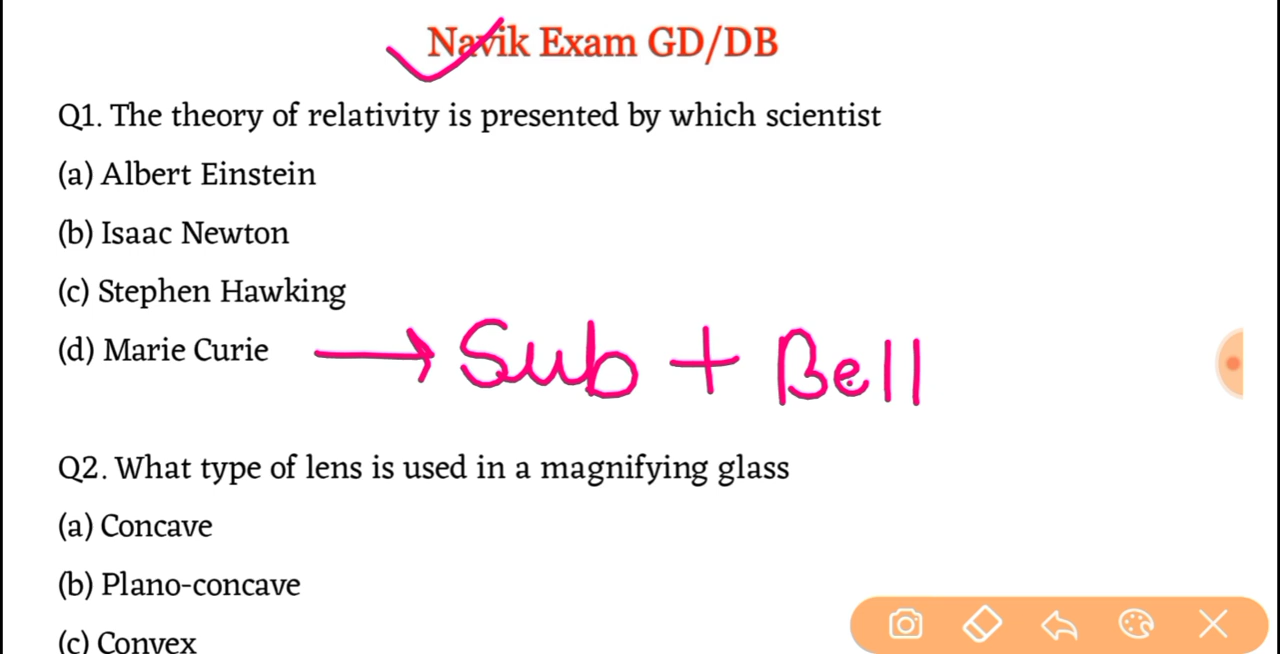 Navik Exam GD/DB
Q1. The theory of relativity is presented by which scientist
(a) Albert Einstein
(b) Isaac Newton
(c) Stephen Hawking
(d) Marie Curie → Sub + Bell
Q2. What type of lens is used in a magnifying glass
(a) Concave
(b) Plano-concave
(c) Convex